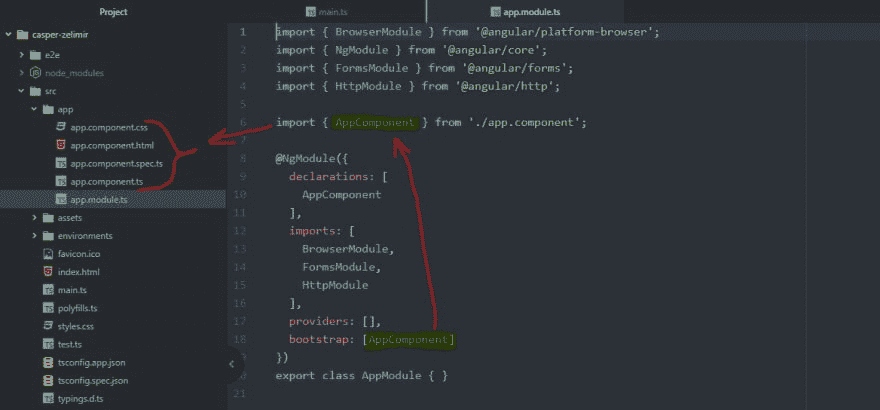 Project
casper-zelimir
e2e
node_modules
src
app
app.component.css
app.component.html
app.component.spec.ts
app.component.ts
app.module.ts
assets
environments
favicon.ico
index.html
main.ts
polyfills.ts
styles.css
test.ts
tsconfig.app.json
tsconfig.spec.json
typings.d.ts
main.ts
app.module.ts
1 import { BrowserModule } from '@angular/platform-browser';
2 import { NgModule } from '@angular/core';
3 import { FormsModule } from '@angular/forms';
4 import { HttpModule } from '@angular/http';
5
6 import { AppComponent } from './app.component';
7
8 @NgModule({
9 declarations: [
10 AppComponent
11 ],
12 imports: [
13 BrowserModule,
14 FormsModule,
15 HttpModule
16 ],
17 providers: [],
18 bootstrap: [AppComponent]
19 })
20 export class AppModule { }
21